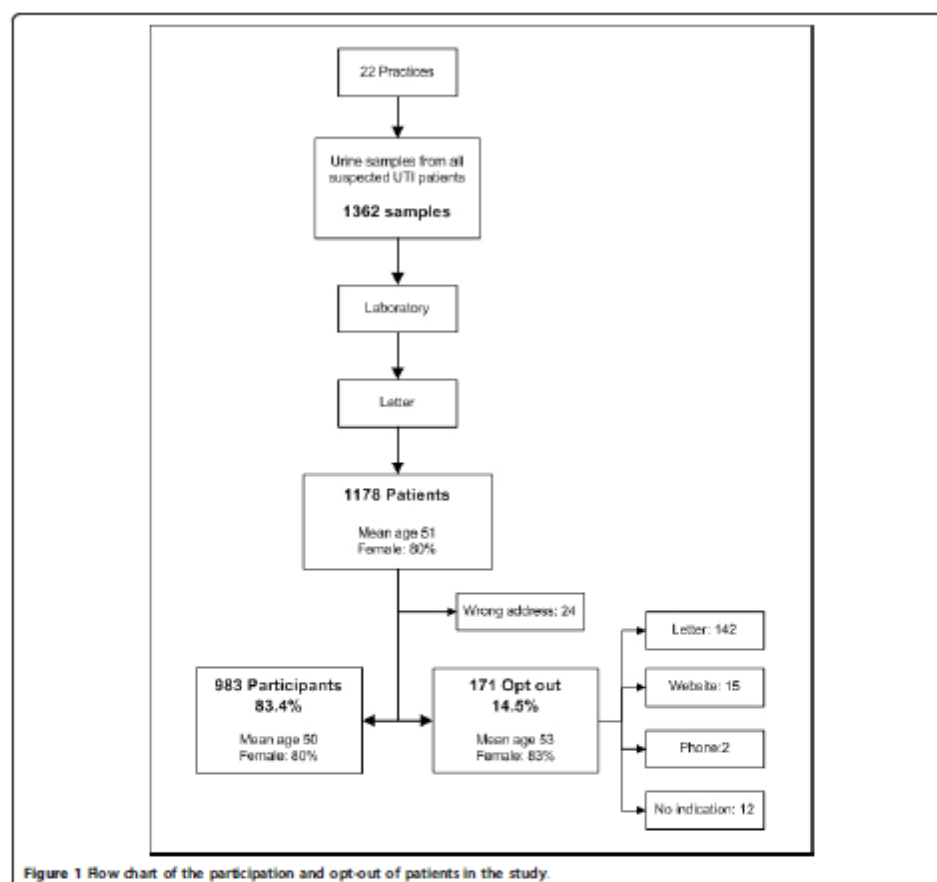 22 Practices
Urine samples from all
suspected UTI patients
1362 samples
Laboratory
Letter
1178 Patients
Mean age 51
Female: 80%
Wrong address: 24
983 Participants
83.4%
Mean age 50
Female: 80%
171 Opt out
14.5%
Mean age 53
Female: 83%
Letter: 142
Website: 15
Phone:2
No indication: 12
Figure 1 Flow chart of the participation and opt-out of patients in the study.